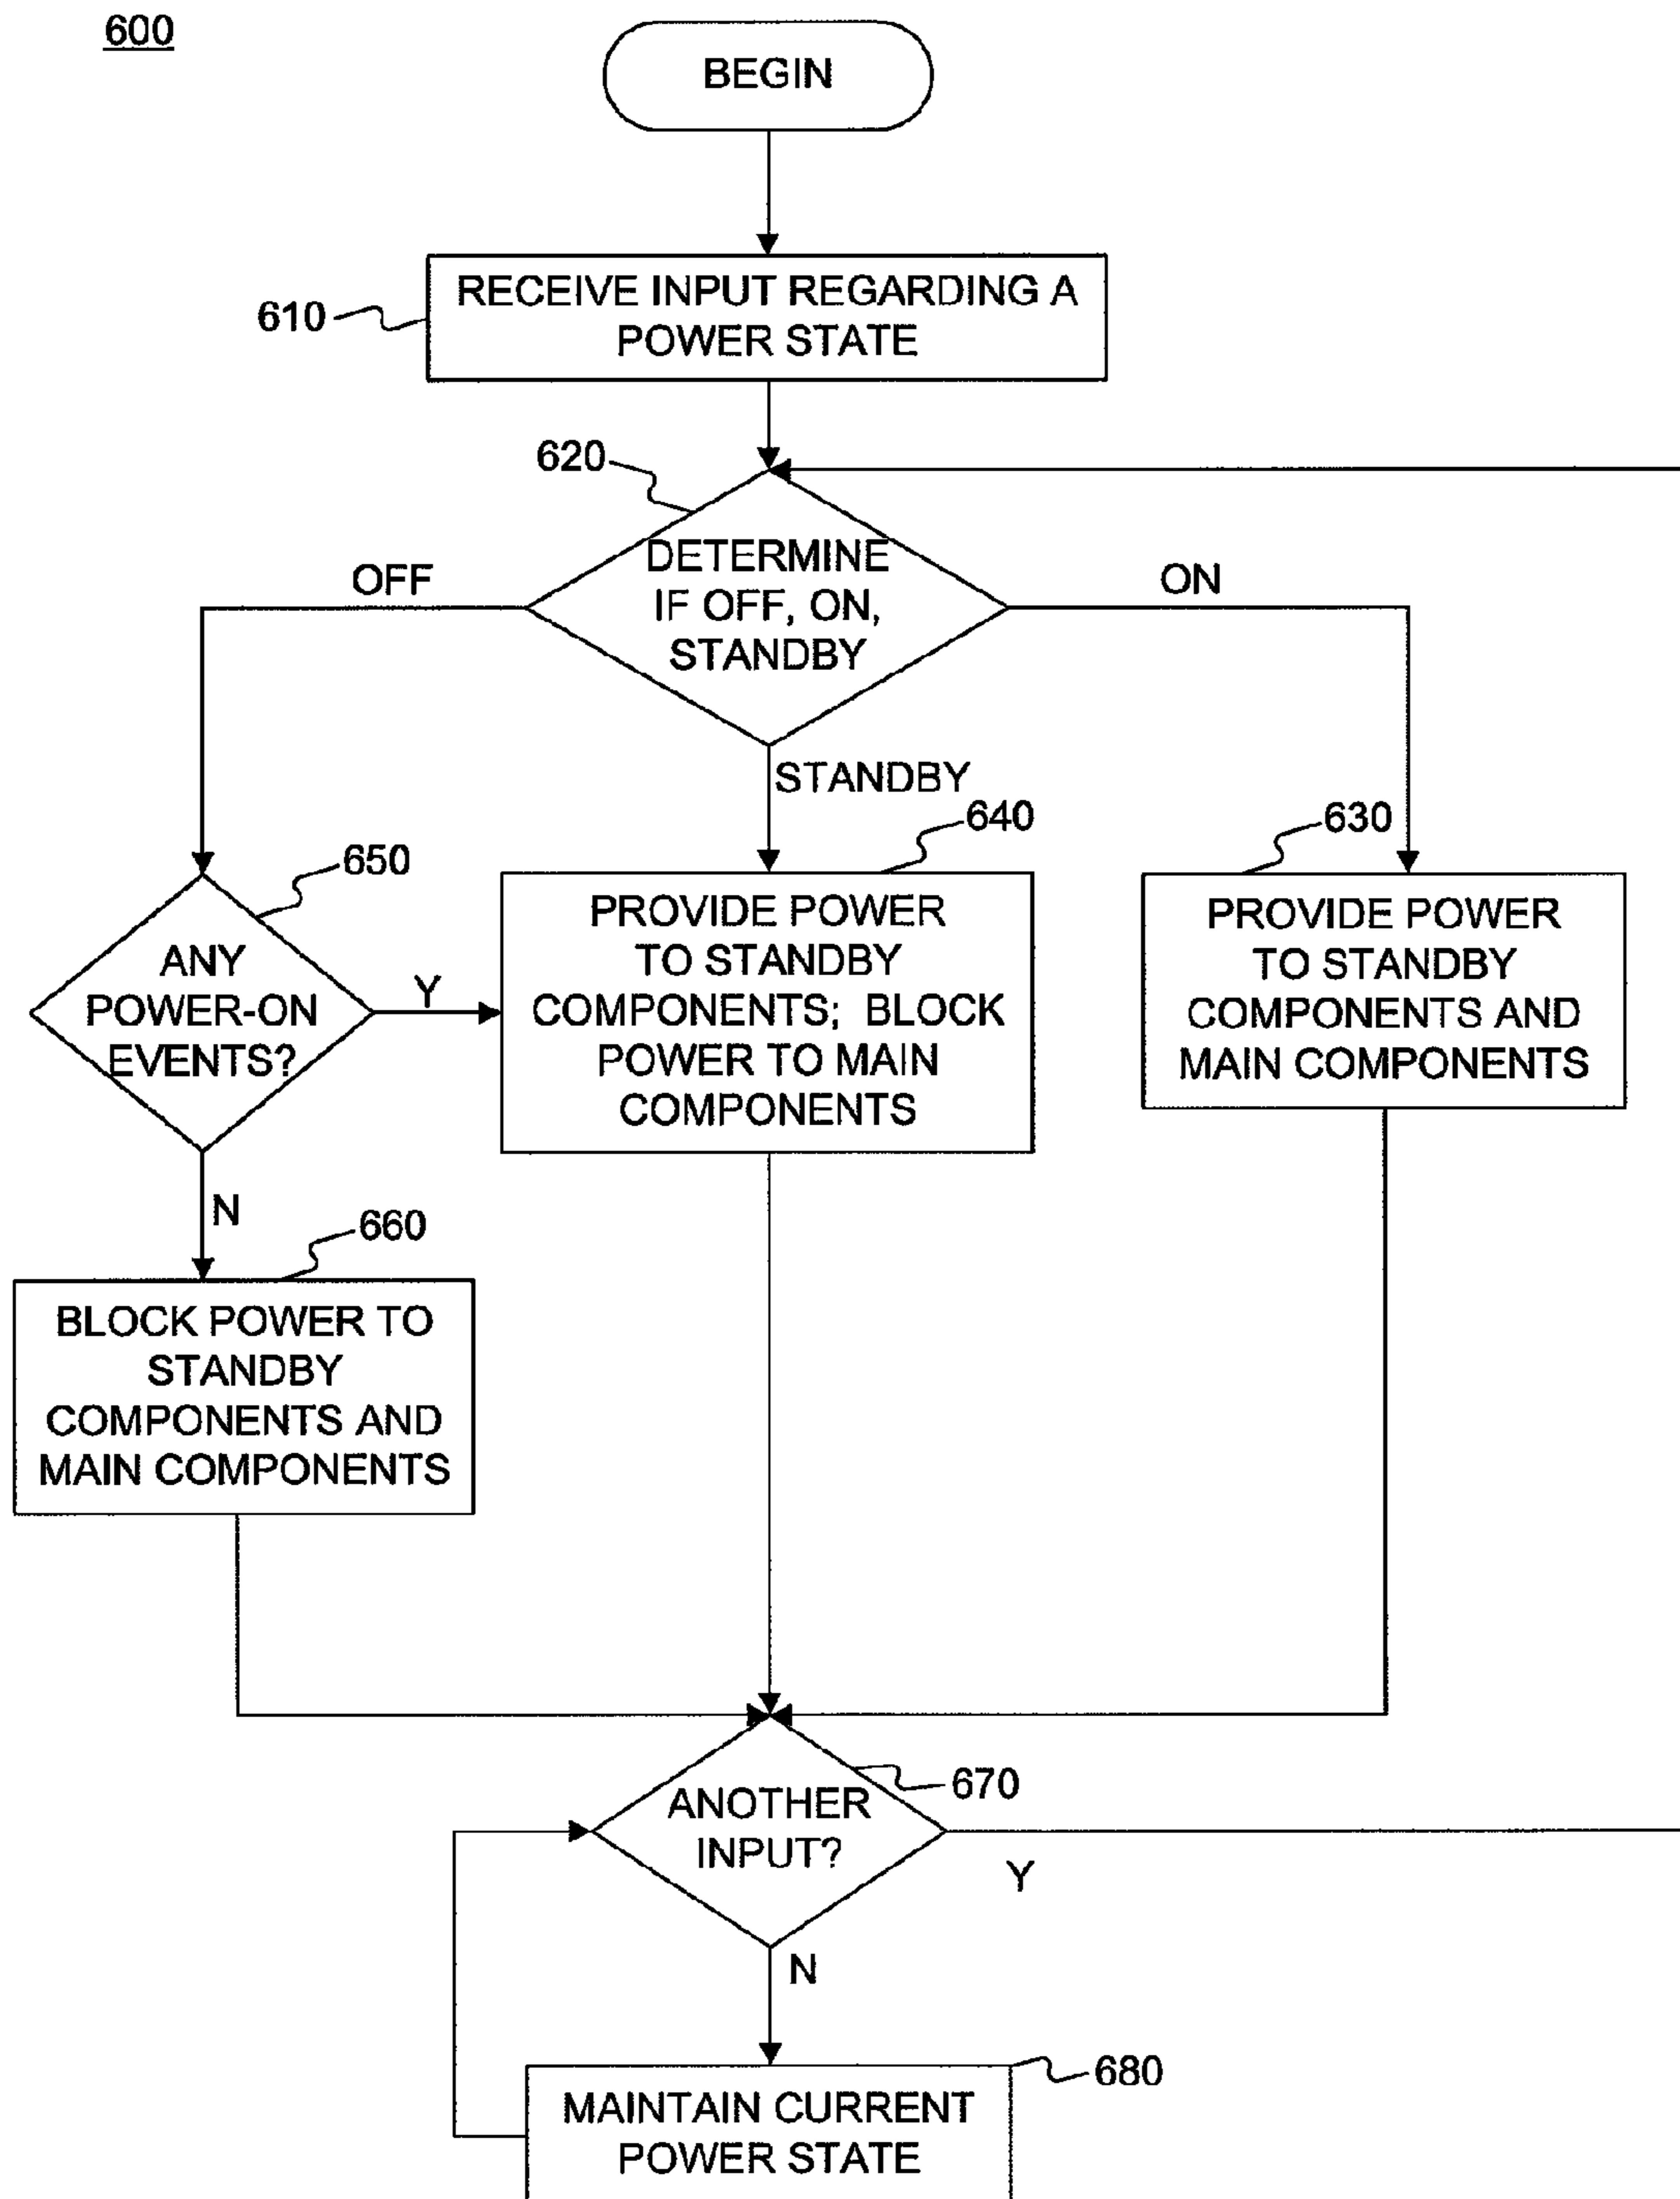 600
BEGIN
610
RECEIVE INPUT REGARDING A
POWER STATE
620
DETERMINE
IF OFF, ON,
STANDBY
OFF
ON
STANDBY
650
ANY
POWER-ON
EVENTS?
Y
N
640
PROVIDE POWER
TO STANDBY
COMPONENTS; BLOCK
POWER TO MAIN
COMPONENTS
630
PROVIDE POWER
TO STANDBY
COMPONENTS AND
MAIN COMPONENTS
660
BLOCK POWER TO
STANDBY
COMPONENTS AND
MAIN COMPONENTS
670
ANOTHER
INPUT?
Y
N
680
MAINTAIN CURRENT
POWER STATE